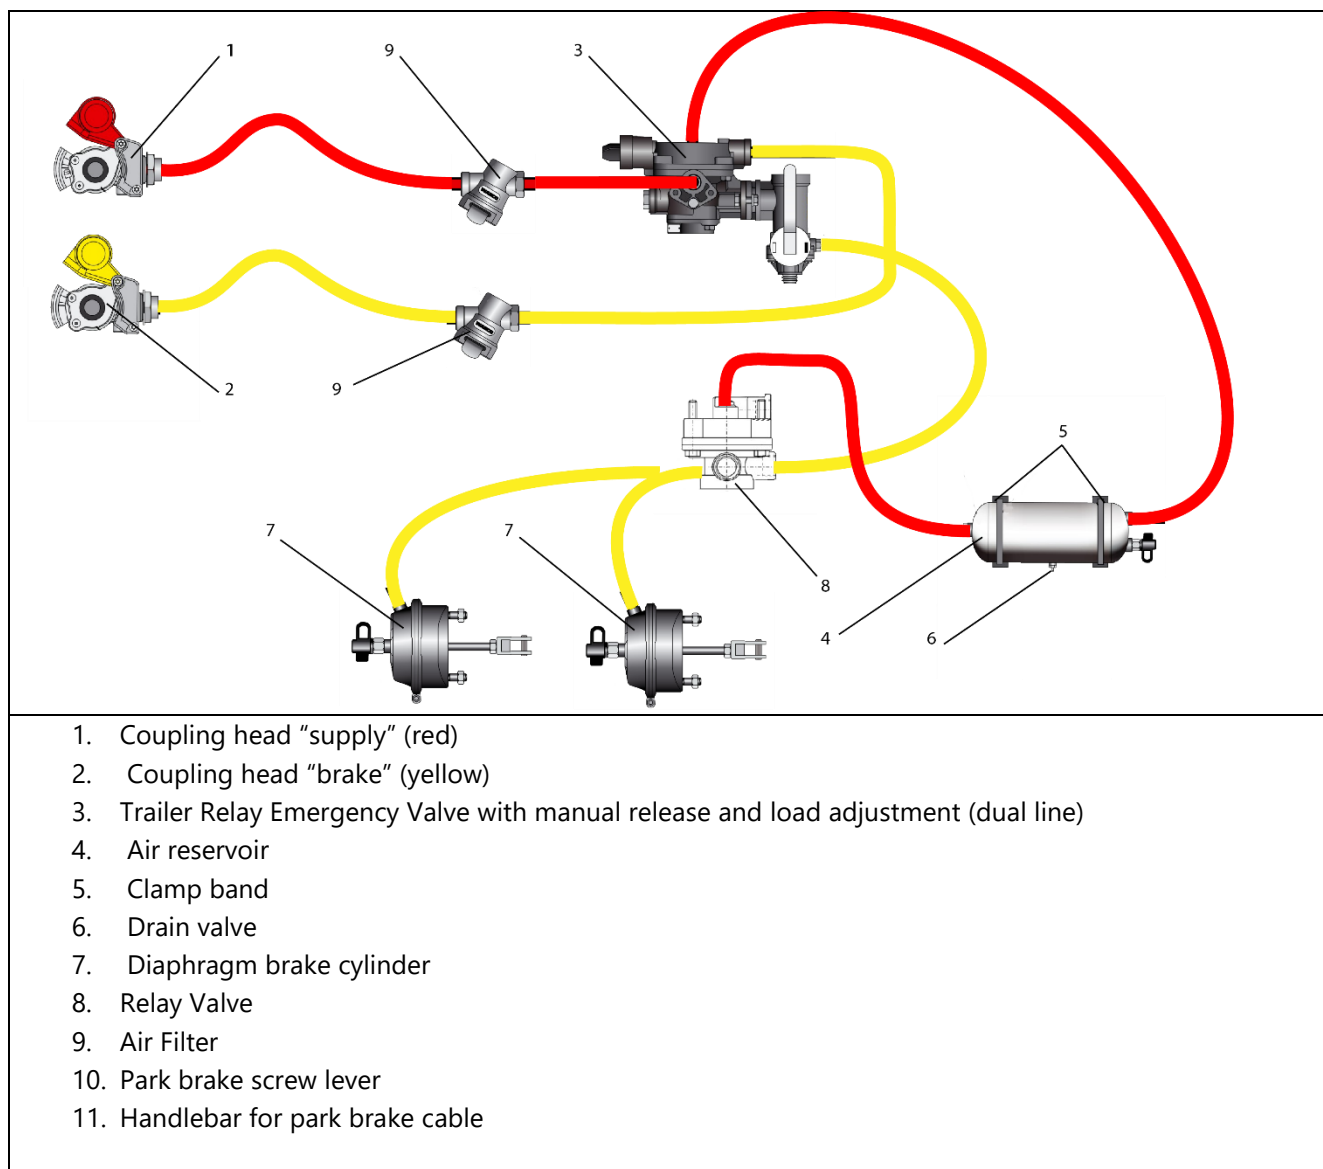 1
9
3
2
9
5
7
7
8
4
6
1. Coupling head “supply” (red)
2. Coupling head “brake” (yellow)
3. Trailer Relay Emergency Valve with manual release and load adjustment (dual line)
4. Air reservoir
5. Clamp band
6. Drain valve
7. Diaphragm brake cylinder
8. Relay Valve
9. Air Filter
10. Park brake screw lever
11. Handlebar for park brake cable